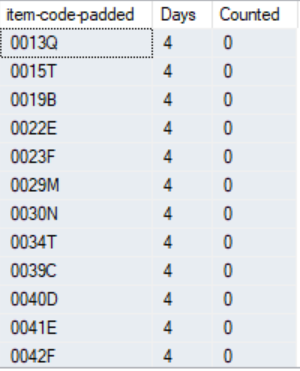 item-code-padded Days Counted
0013Q 4 0
0015T 4 0
0019B 4 0
0022E 4 0
0023F 4 0
0029M 4 0
0030N 4 0
0034T 4 0
0039C 4 0
0040D 4 0
0041E 4 0
0042F 4 0